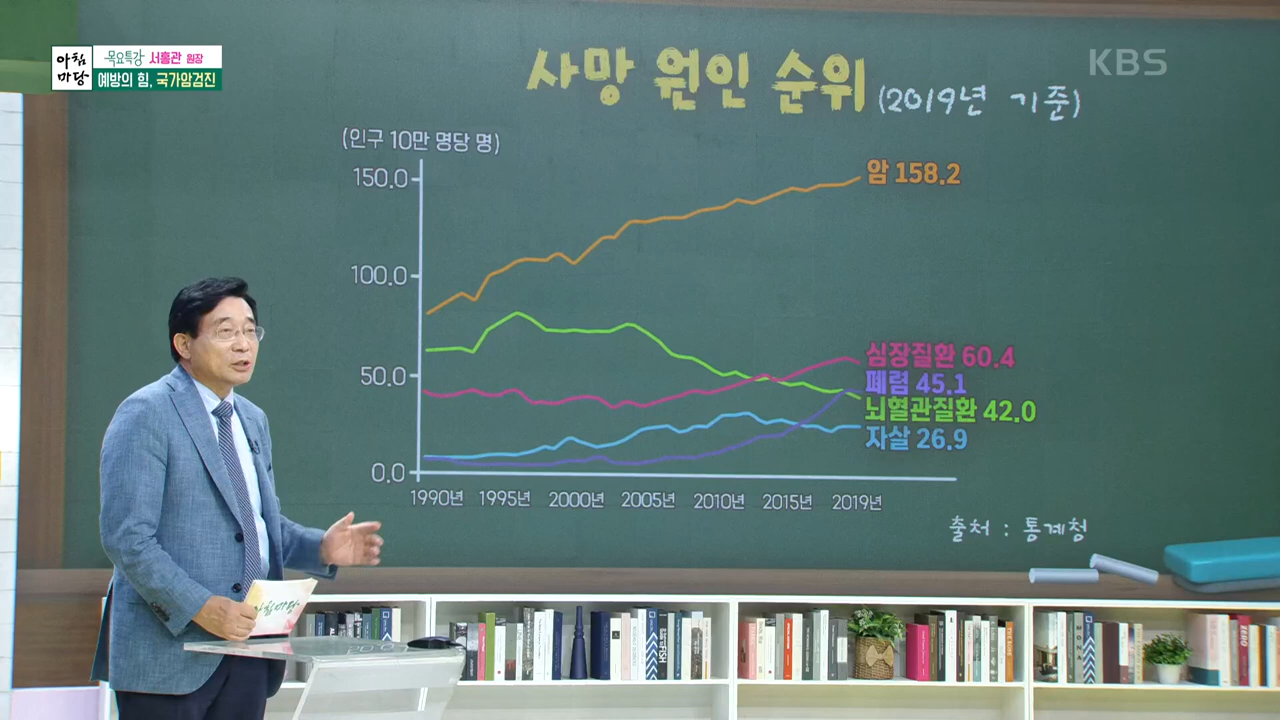 아침
마당
목요특강 서홍관 원장
예방의 힘, 국가암검진
KBS
사망 원인 순위 (2019년 기준)
(인구 10만 명당 명)
150.0
100.0
50.0
0.0
암 158.2
심장질환 60.4
폐렴 45.1
뇌혈관질환 42.0
자살 26.9
1990년 1995년 2000년 2005년 2010년 2015년 2019년
출처 : 통계청
아침마당